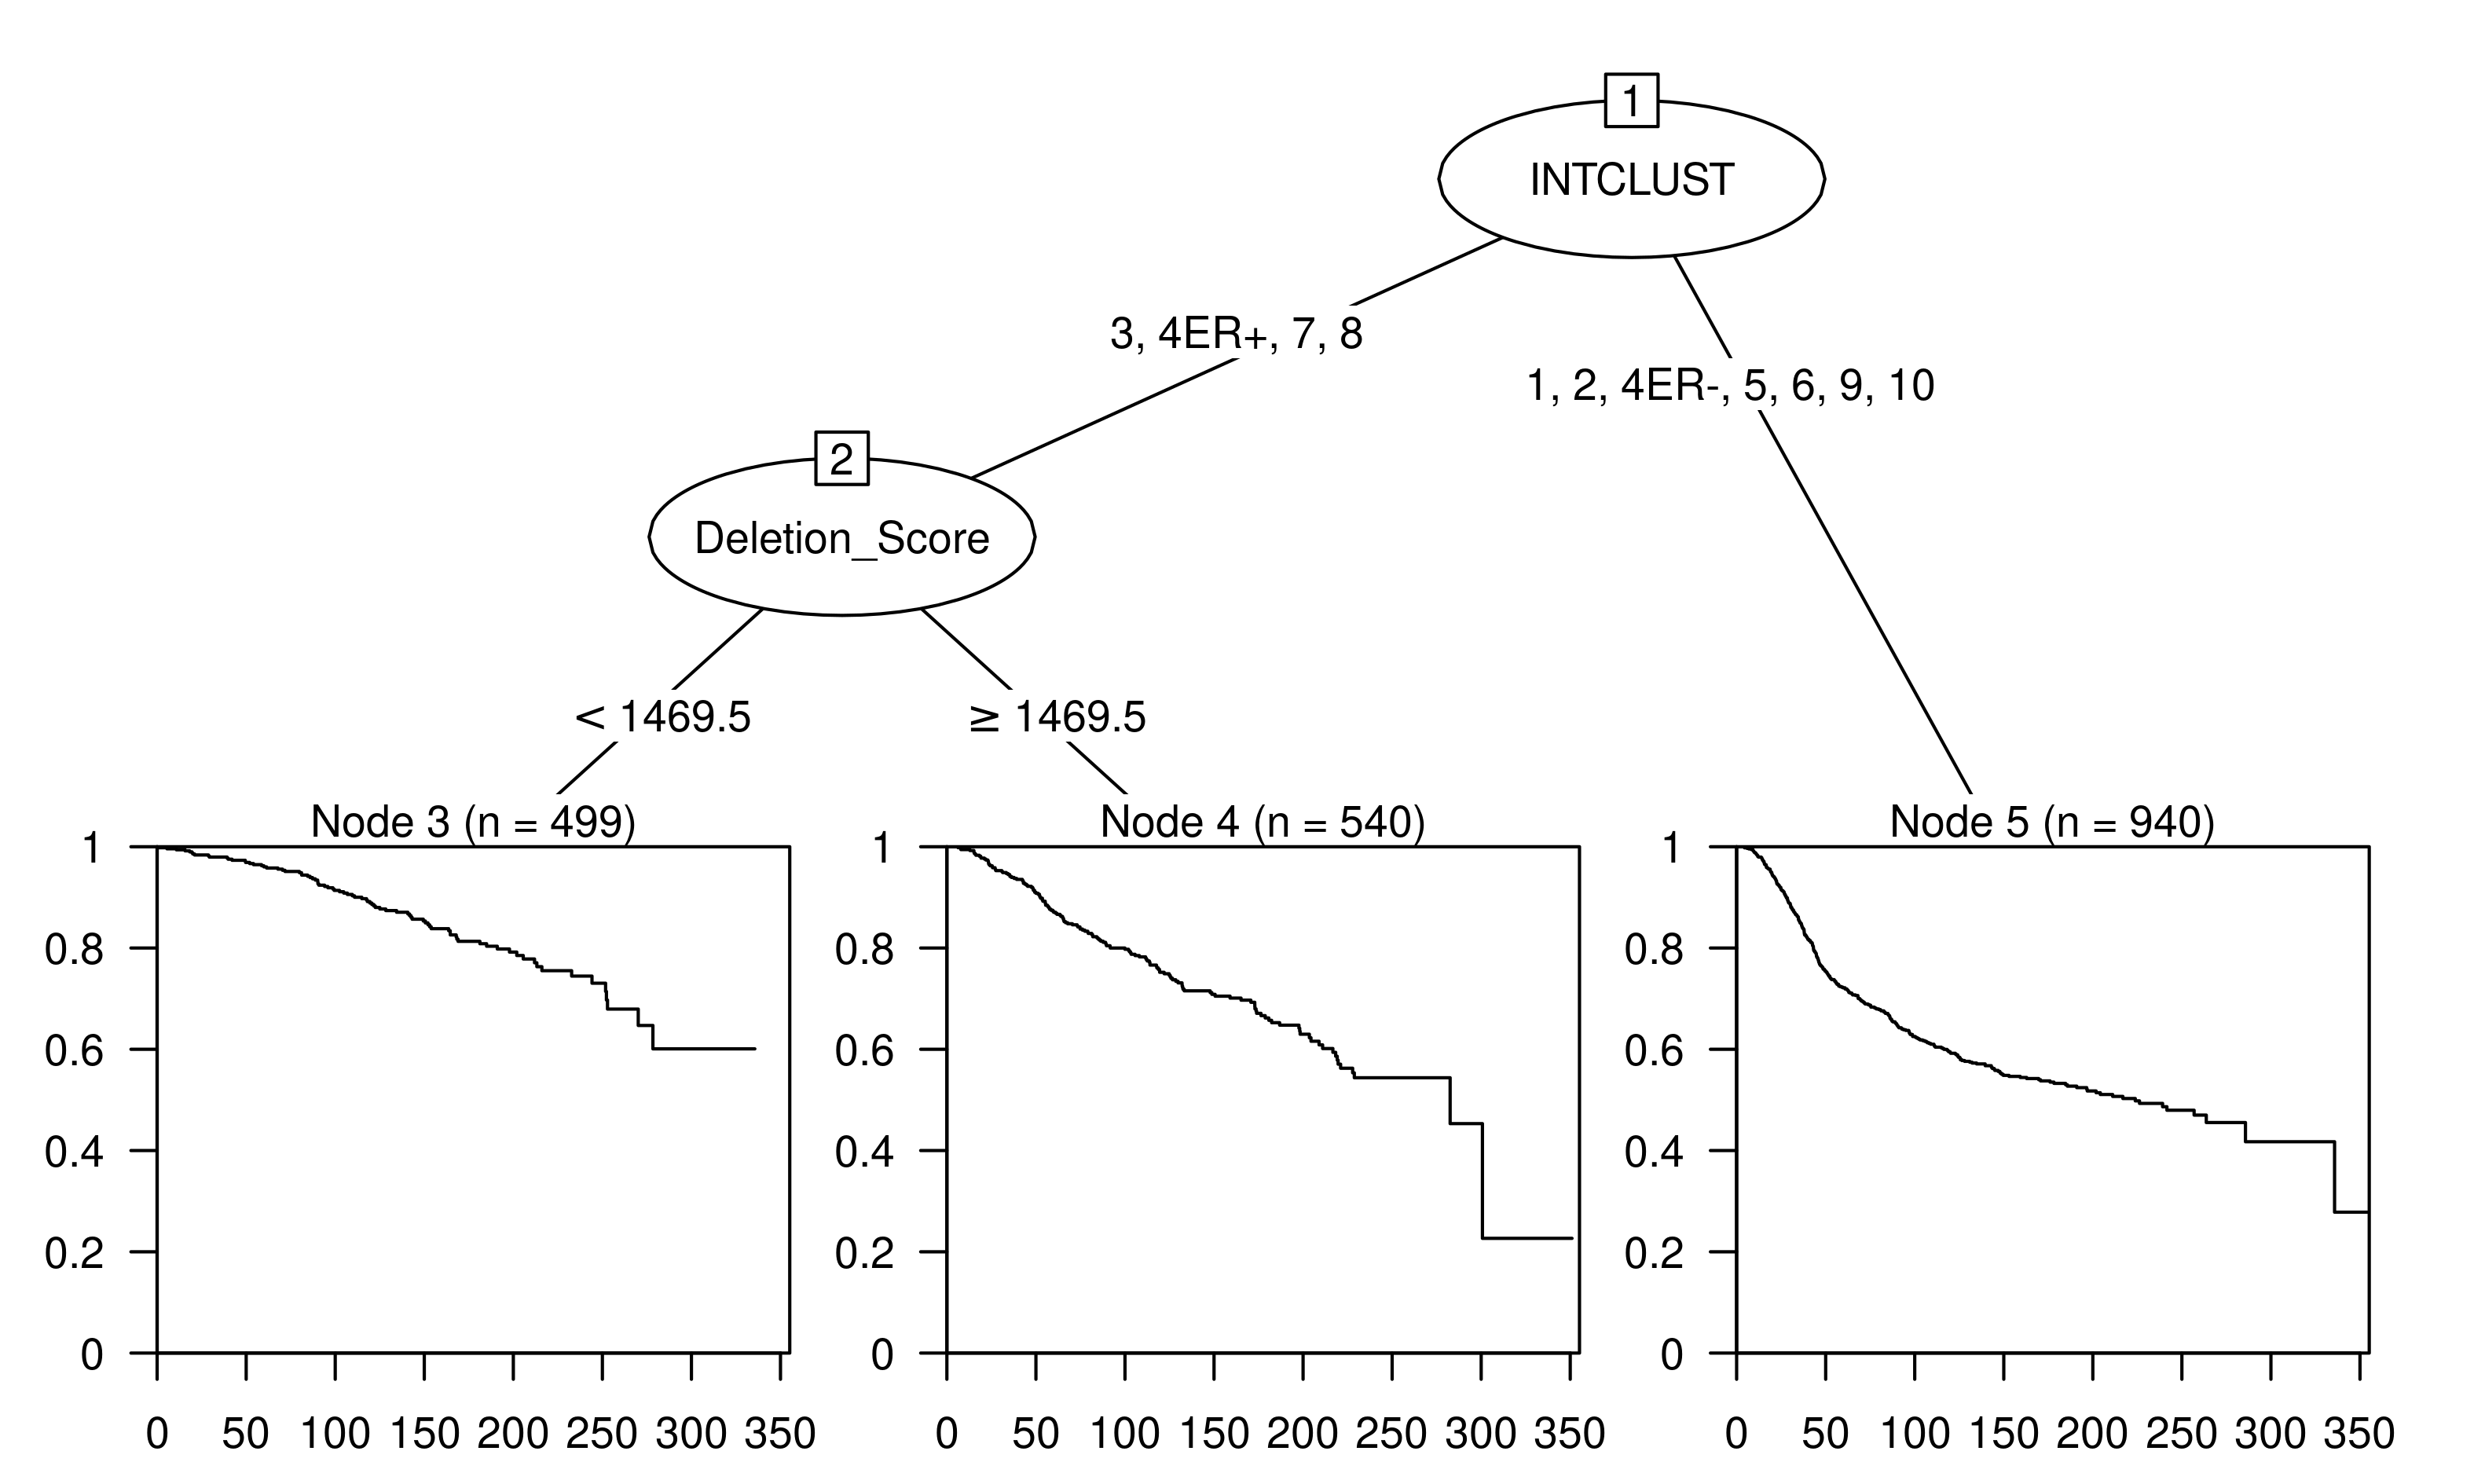 1
INTCLUST
3, 4ER+, 7, 8
1, 2, 4ER-, 5, 6, 9, 10
2
Deletion_Score
< 1469.5
≥ 1469.5
Node 3 (n = 499)
1
0.8
0.6
0.4
0.2
0
0 50 100 150 200 250 300 350
Node 4 (n = 540)
1
0.8
0.6
0.4
0.2
0
0 50 100 150 200 250 300 350
Node 5 (n = 940)
1
0.8
0.6
0.4
0.2
0
0 50 100 150 200 250 300 350